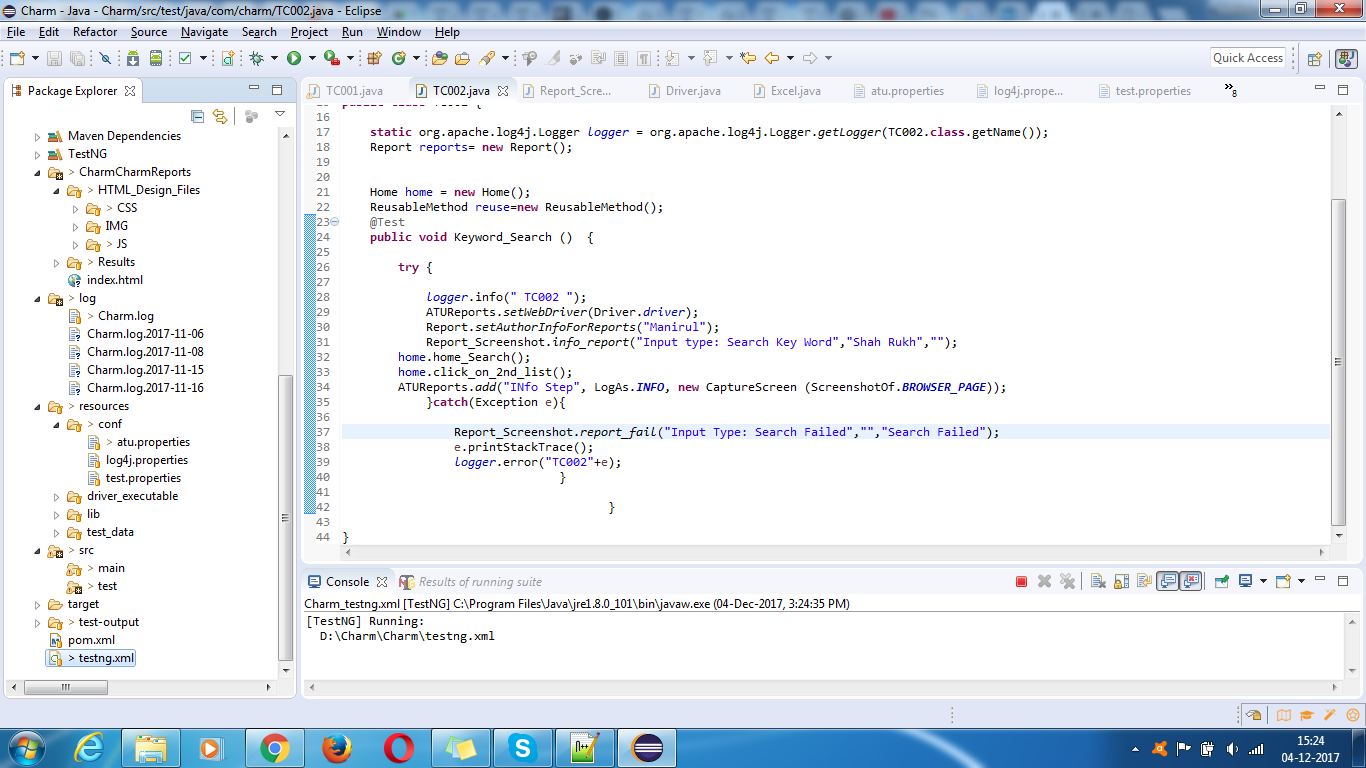 Charm - Java - Charm/src/test/java/com/charm/TC002.java - Eclipse
File Edit Refactor Source Navigate Search Project Run Window Help
Quick Access
Package Explorer
Maven Dependencies
TestNG
> CharmCharmReports
> HTML_Design_Files
> CSS
IMG
> JS
> Results
index.html
> log
> Charm.log
Charm.log.2017-11-06
Charm.log.2017-11-08
Charm.log.2017-11-15
Charm.log.2017-11-16
> resources
> conf
> atu.properties
log4j.properties
test.properties
driver_executable
> lib
> test_data
> src
> main
> test
target
> test-output
pom.xml
> testng.xml
TC001.java TC002.java Report_Scre... Driver.java Excel.java atu.properties log4j.prope... test.properties »8
16
17 static org.apache.log4j.Logger logger = org.apache.log4j.Logger.getLogger(TC002.class.getName());
18 Report reports= new Report();
19
20
21 Home home = new Home();
22 ReusableMethod reuse=new ReusableMethod();
23 @Test
24 public void Keyword_Search () {
25
26 try {
27
28 logger.info(" TC002 ");
29 ATUReports.setWebDriver(Driver.driver);
30 Report.setAuthorInfoForReports("Manirul");
31 Report_Screenshot.info_report("Input type: Search Key Word","Shah Rukh","");
32 home.home_Search();
33 home.click_on_2nd_list();
34 ATUReports.add("INfo Step", LogAs.INFO, new CaptureScreen (ScreenshotOf.BROWSER_PAGE));
35 }catch(Exception e){
36
37 Report_Screenshot.report_fail("Input Type: Search Failed","","Search Failed");
38 e.printStackTrace();
39 logger.error("TC002"+e);
40 }
41
42 }
43
44 }
Console Results of running suite
Charm_testng.xml [TestNG] C:\Program Files\Java\jre1.8.0_101\bin\javaw.exe (04-Dec-2017, 3:24:35 PM)
[TestNG] Running:
D:\Charm\Charm\testng.xml
15:24
04-12-2017